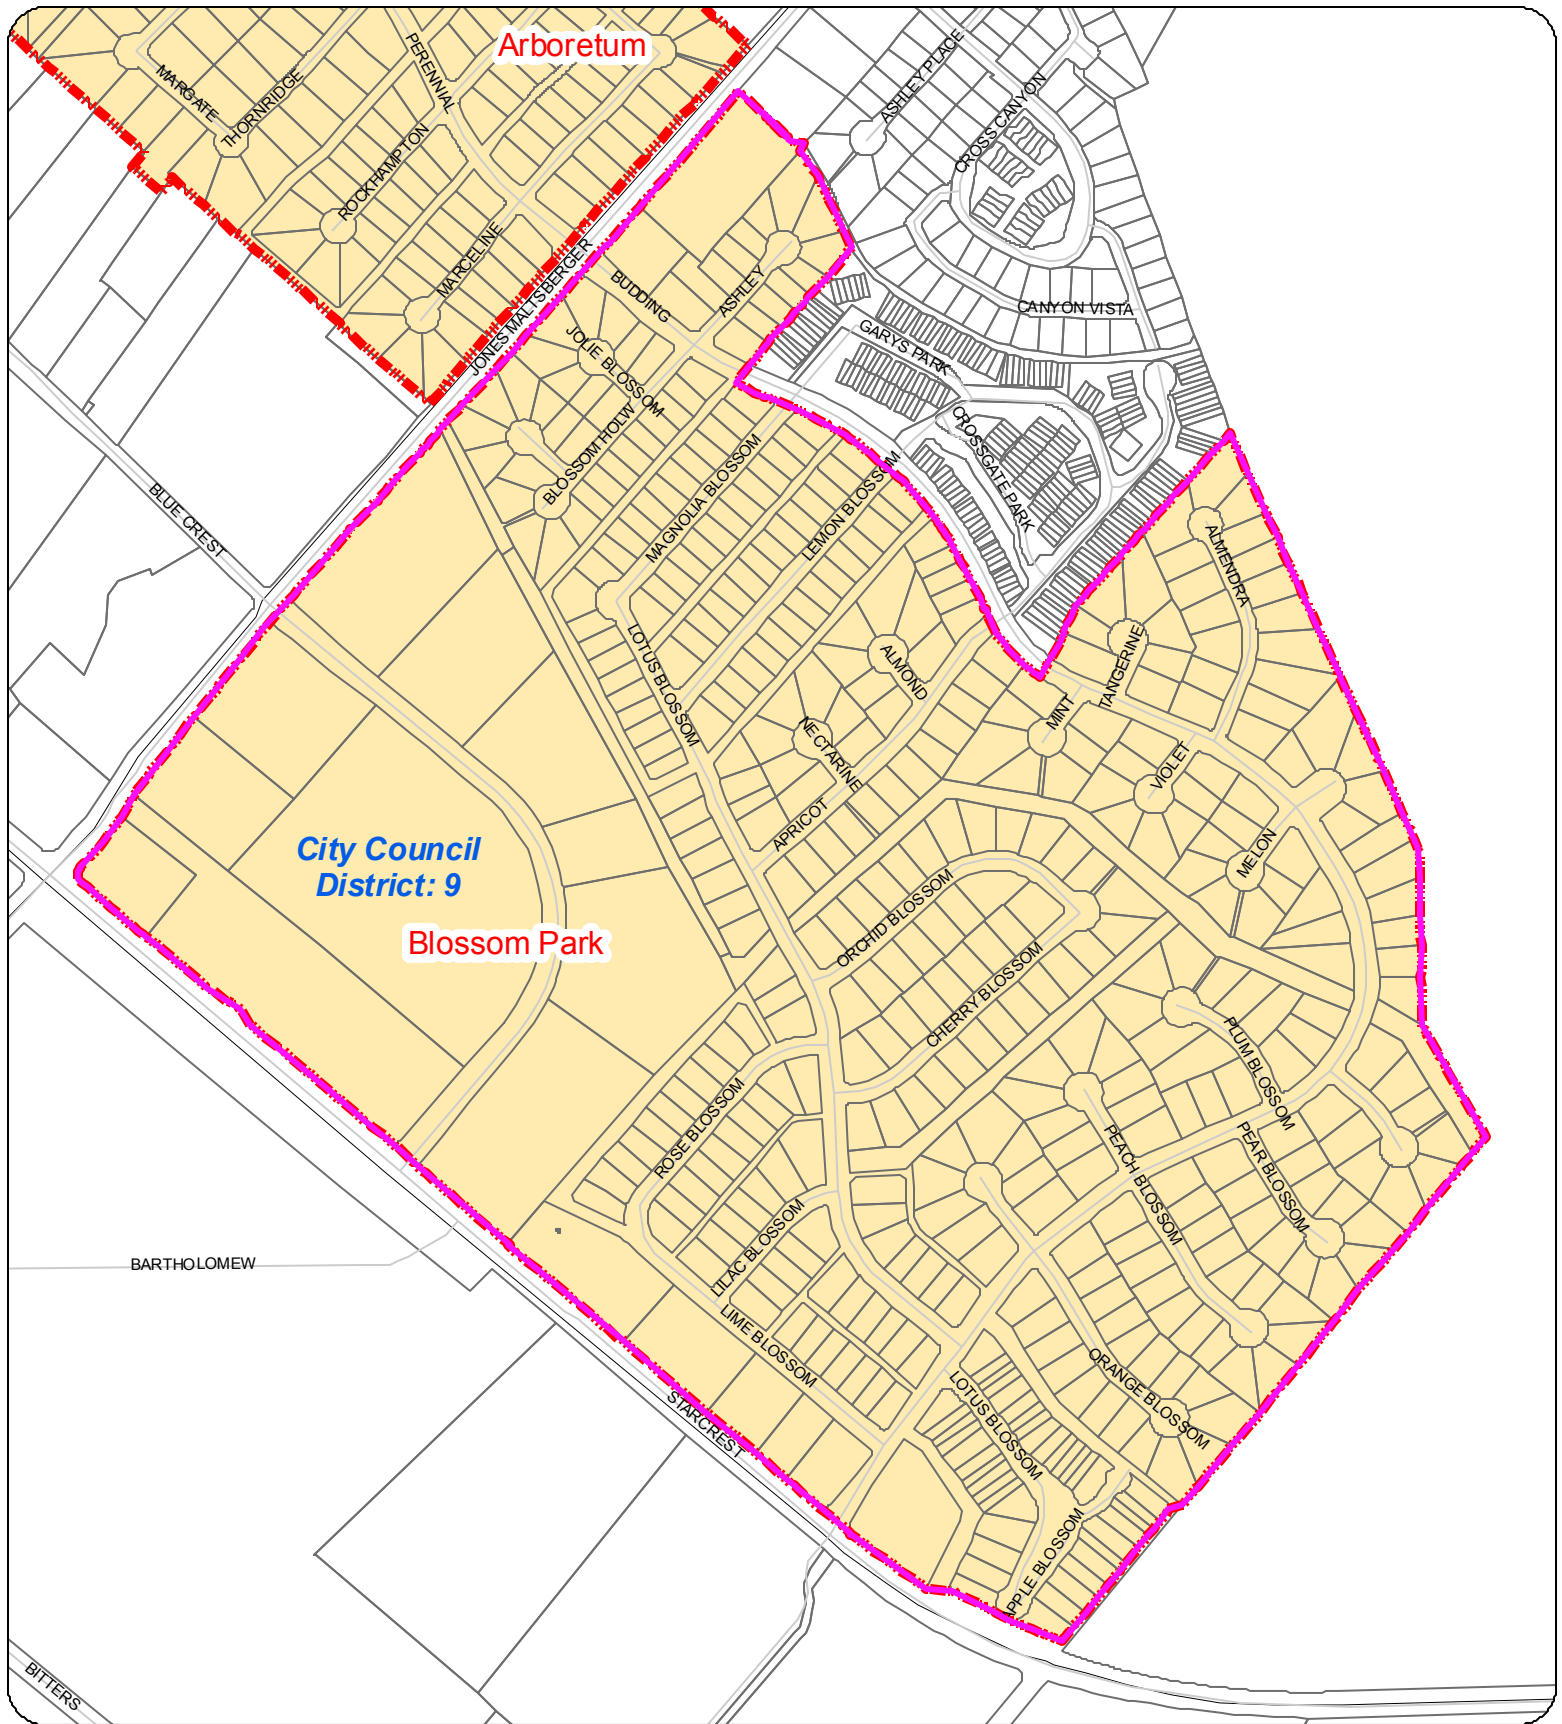 Arboretum
PERENNIAL
MARGATE
THORNRIDGE
ASHLEY PLACE
CROSS CANYON
ROCKHAMPTON
MARCELINE
JONES MALTSBERGER
BUDDING
ASHLEY
CANYON VISTA
GARYS PARK
JOLIE BLOSSOM
BLOSSOM HOLW
MAGNOLIA BLOSSOM
LEMON BLOSSOM
CROSSGATE PARK
BLUE CREST
ALMENDRA
LOTUS BLOSSOM
ALMOND
TANGERINE
MINT
NECTARINE
VIOLET
APRICOT
MELON
City Council
District: 9
Blossom Park
ORCHID BLOSSOM
CHERRY BLOSSOM
PLUM BLOSSOM
ROSE BLOSSOM
PEACH BLOSSOM
PEAR BLOSSOM
LILAC BLOSSOM
BARTHOLOMEW
LIME BLOSSOM
ORANGE BLOSSOM
LOTUS BLOSSOM
STARCREST
APPLE BLOSSOM
BITTERS